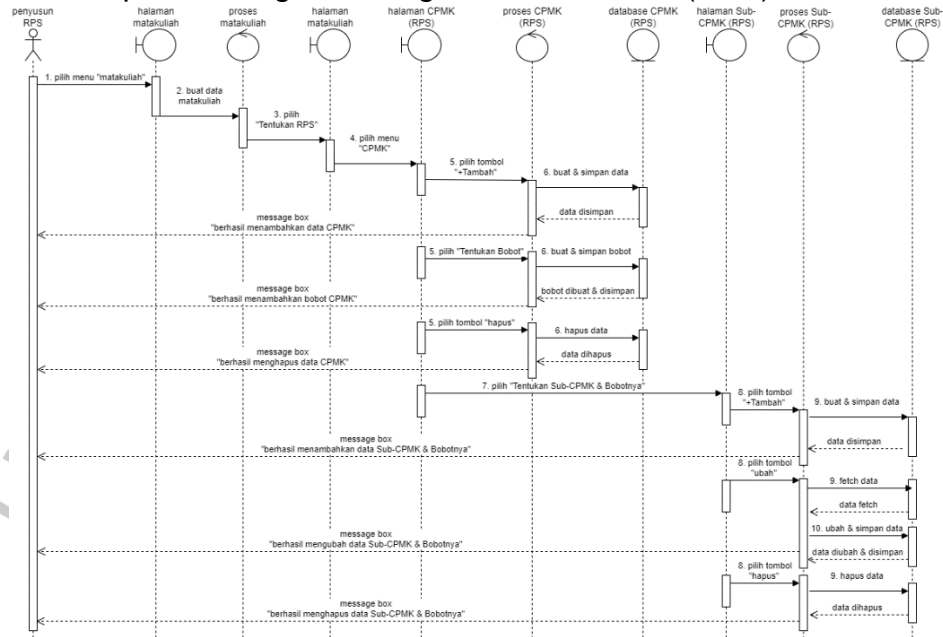 penyusun
RPS
halaman
matakuliah
proses
matakuliah
halaman
matakuliah
halaman CPMK
(RPS)
proses CPMK
(RPS)
database CPMK
(RPS)
halaman Sub-
CPMK (RPS)
proses Sub-
CPMK (RPS)
database Sub-
CPMK (RPS)
1. pilih menu "matakuliah"
2. buat data
matakuliah
3. pilih
"Tentukan RPS"
4. pilih menu
"CPMK"
5. pilih tombol
"+Tambah"
6. buat & simpan data
data disimpan
message box
"berhasil menambahkan data CPMK"
5. pilih "Tentukan Bobot"
6. buat & simpan bobot
bobot dibuat & disimpan
message box
"berhasil menambahkan bobot CPMK"
5. pilih tombol "hapus"
6. hapus data
data dihapus
message box
"berhasil menghapus data CPMK"
7. pilih "Tentukan Sub-CPMK & Bobotnya"
8. pilih tombol
"+Tambah"
9. buat & simpan data
data disimpan
message box
"berhasil menambahkan data Sub-CPMK & Bobotnya"
8. pilih tombol
"ubah"
9. fetch data
data fetch
10. ubah & simpan data
data diubah & disimpan
message box
"berhasil mengubah data Sub-CPMK & Bobotnya"
8. pilih tombol
"hapus"
9. hapus data
data dihapus
message box
"berhasil menghapus data Sub-CPMK & Bobotnya"